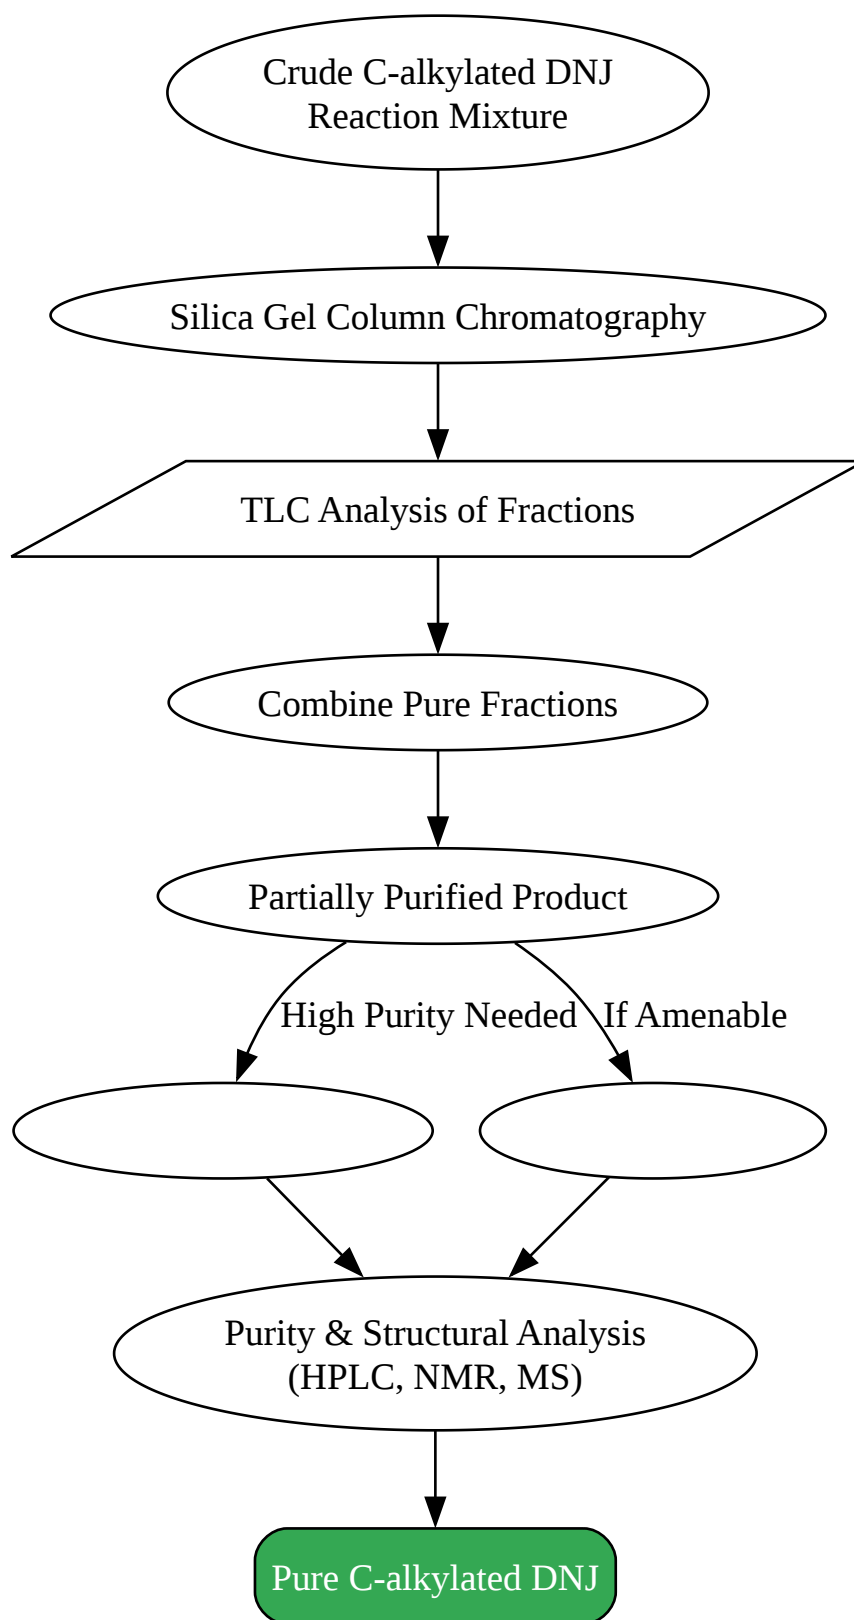 Crude C-alkylated DNJ
Reaction Mixture
Silica Gel Column Chromatography
TLC Analysis of Fractions
Combine Pure Fractions
Partially Purified Product
High Purity Needed
If Amenable
Purity & Structural Analysis
(HPLC, NMR, MS)
Pure C-alkylated DNJ